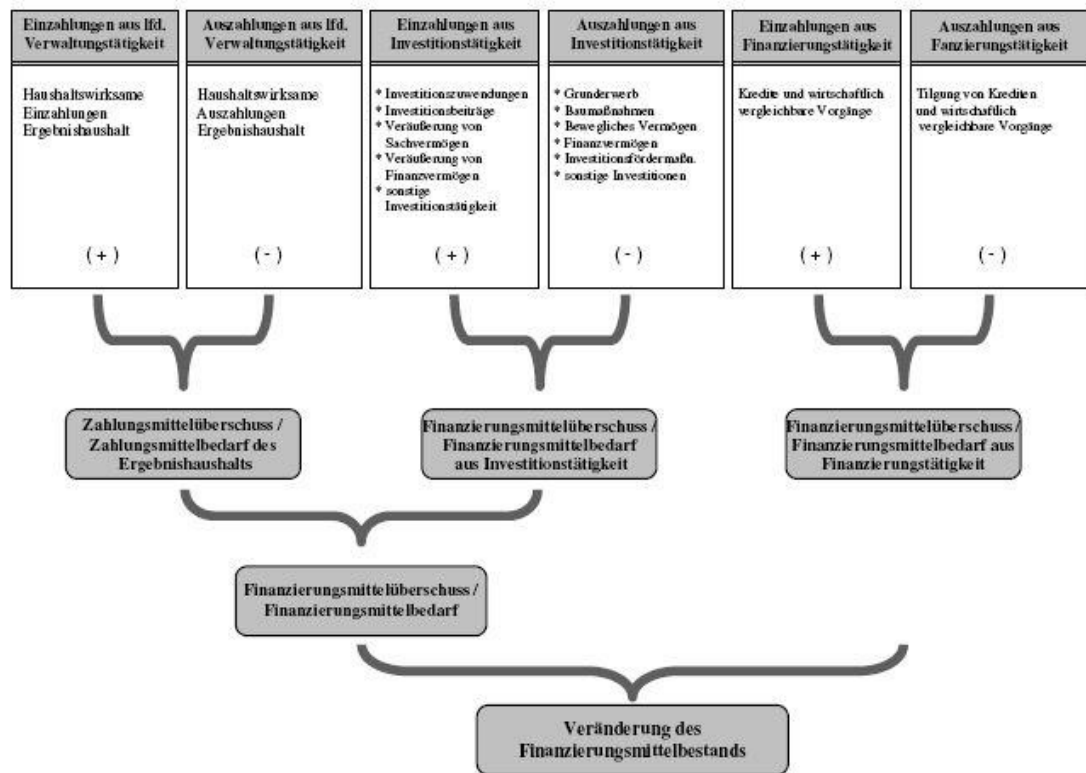 Einzahlungen aus lfd.
Verwaltungstätigkeit
Haushaltswirksame
Einzahlungen
Ergebnishaushalt
( + )
Auszahlungen aus lfd.
Verwaltungstätigkeit
Haushaltswirksame
Auszahlungen
Ergebnishaushalt
( - )
Einzahlungen aus
Investitionstätigkeit
* Investitionszuwendungen
* Investitionsbeiträge
* Veräußerung von
Sachvermögen
* Veräußerung von
Finanzvermögen
* sonstige
Investitionstätigkeit
( + )
Auszahlungen aus
Investitionstätigkeit
* Grunderwerb
* Baumaßnahmen
* Bewegliches Vermögen
* Finanzvermögen
* Investitionsfördermaßn.
* sonstige Investitionen
( - )
Einzahlungen aus
Finanzierungstätigkeit
Kredite und wirtschaftlich
vergleichbare Vorgänge
( + )
Auszahlungen aus
Fanzierungstätigkeit
Tilgung von Krediten
und wirtschaftlich
vergleichbare Vorgänge
( - )
Zahlungsmittelüberschuss /
Zahlungsmittelbedarf des
Ergebnishaushalts
Finanzierungsmittelüberschuss /
Finanzierungsmittelbedarf
aus Investitionstätigkeit
Finanzierungsmittelüberschuss /
Finanzierungsmittelbedarf aus
Finanzierungstätigkeit
Finanzierungsmittelüberschuss /
Finanzierungsmittelbedarf
Veränderung des
Finanzierungsmittelbestands